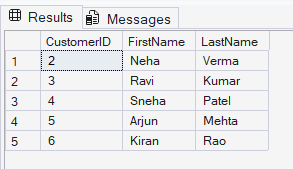 Results Messages
CustomerID FirstName LastName
1 2 Neha Verma
2 3 Ravi Kumar
3 4 Sneha Patel
4 5 Arjun Mehta
5 6 Kiran Rao